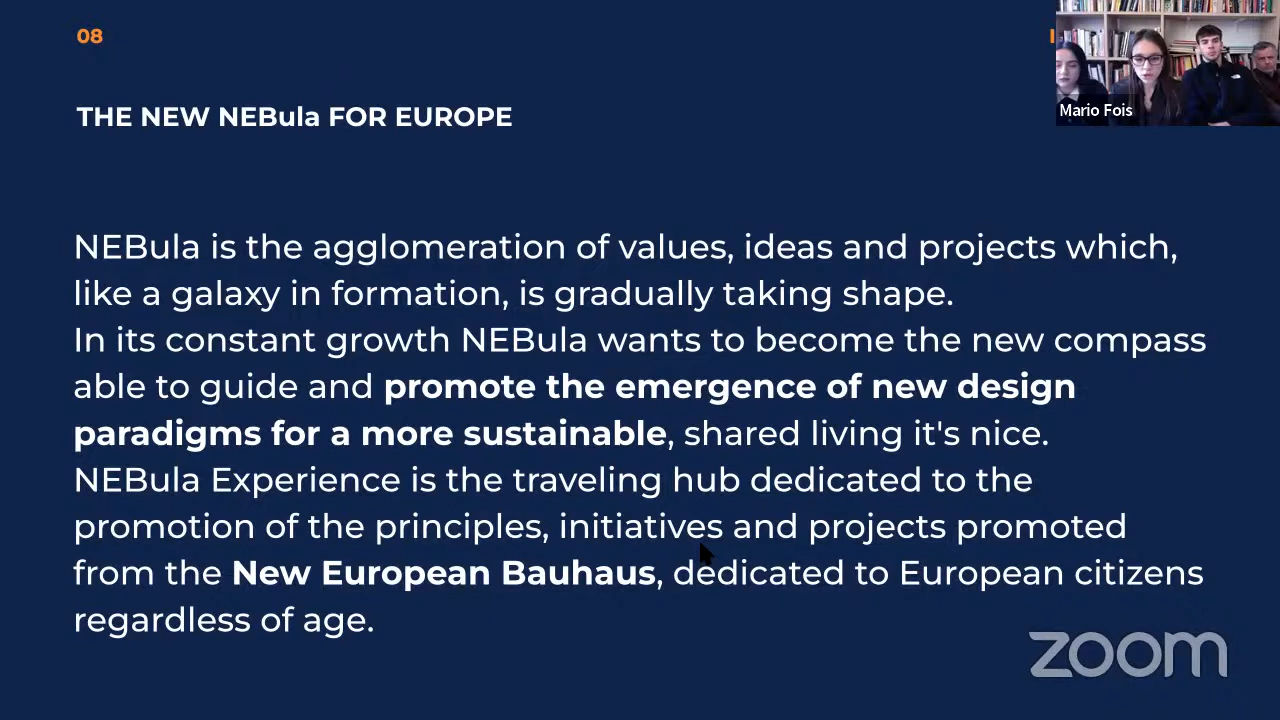 08
Mario Fois
THE NEW NEBula FOR EUROPE
NEBula is the agglomeration of values, ideas and projects which,
like a galaxy in formation, is gradually taking shape.
In its constant growth NEBula wants to become the new compass
able to guide and promote the emergence of new design
paradigms for a more sustainable, shared living it's nice.
NEBula Experience is the traveling hub dedicated to the
promotion of the principles, initiatives and projects promoted
from the New European Bauhaus, dedicated to European citizens
regardless of age.
zoom